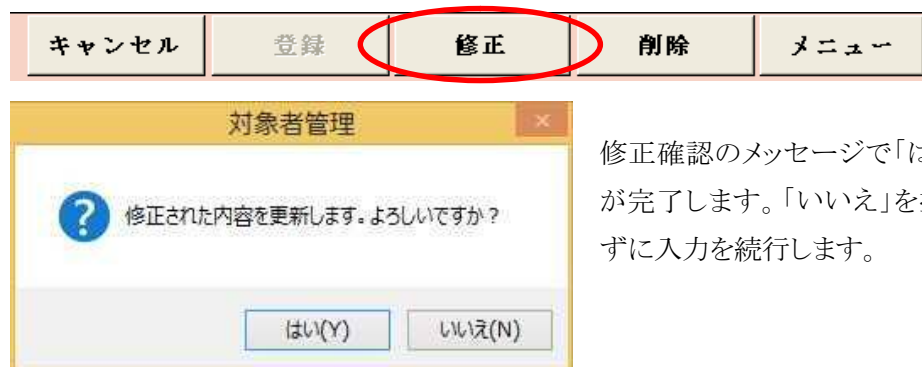 キャンセル 登録 修正 削除 メニュー
対象者管理
修正された内容を更新します。よろしいですか?
はい(Y) いいえ(N)
修正確認のメッセージで「は
が完了します。「いいえ」を
ずに入力を続行します。